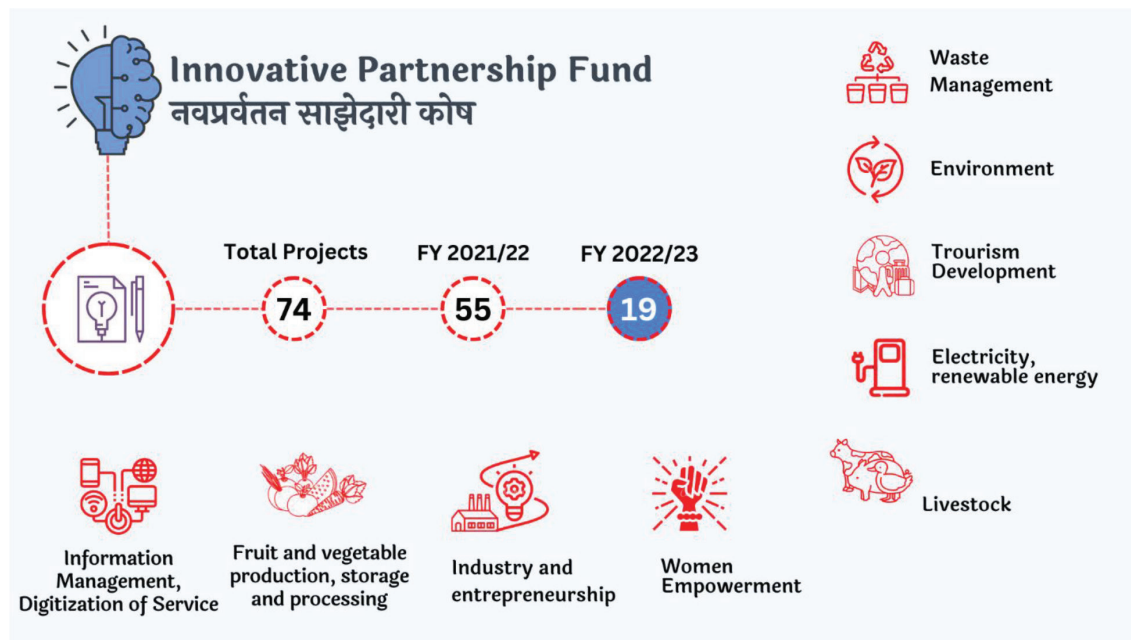 Innovative Partnership Fund
नवप्रर्वतन साझेदारी कोष
Total Projects
FY 2021/22
FY 2022/23
74
55
19
Waste
Management
Environment
Trourism
Development
Electricity,
renewable energy
Livestock
Information
Management,
Digitization of Service
Fruit and vegetable
production, storage
and processing
Industry and
entrepreneurship
Women
Empowerment